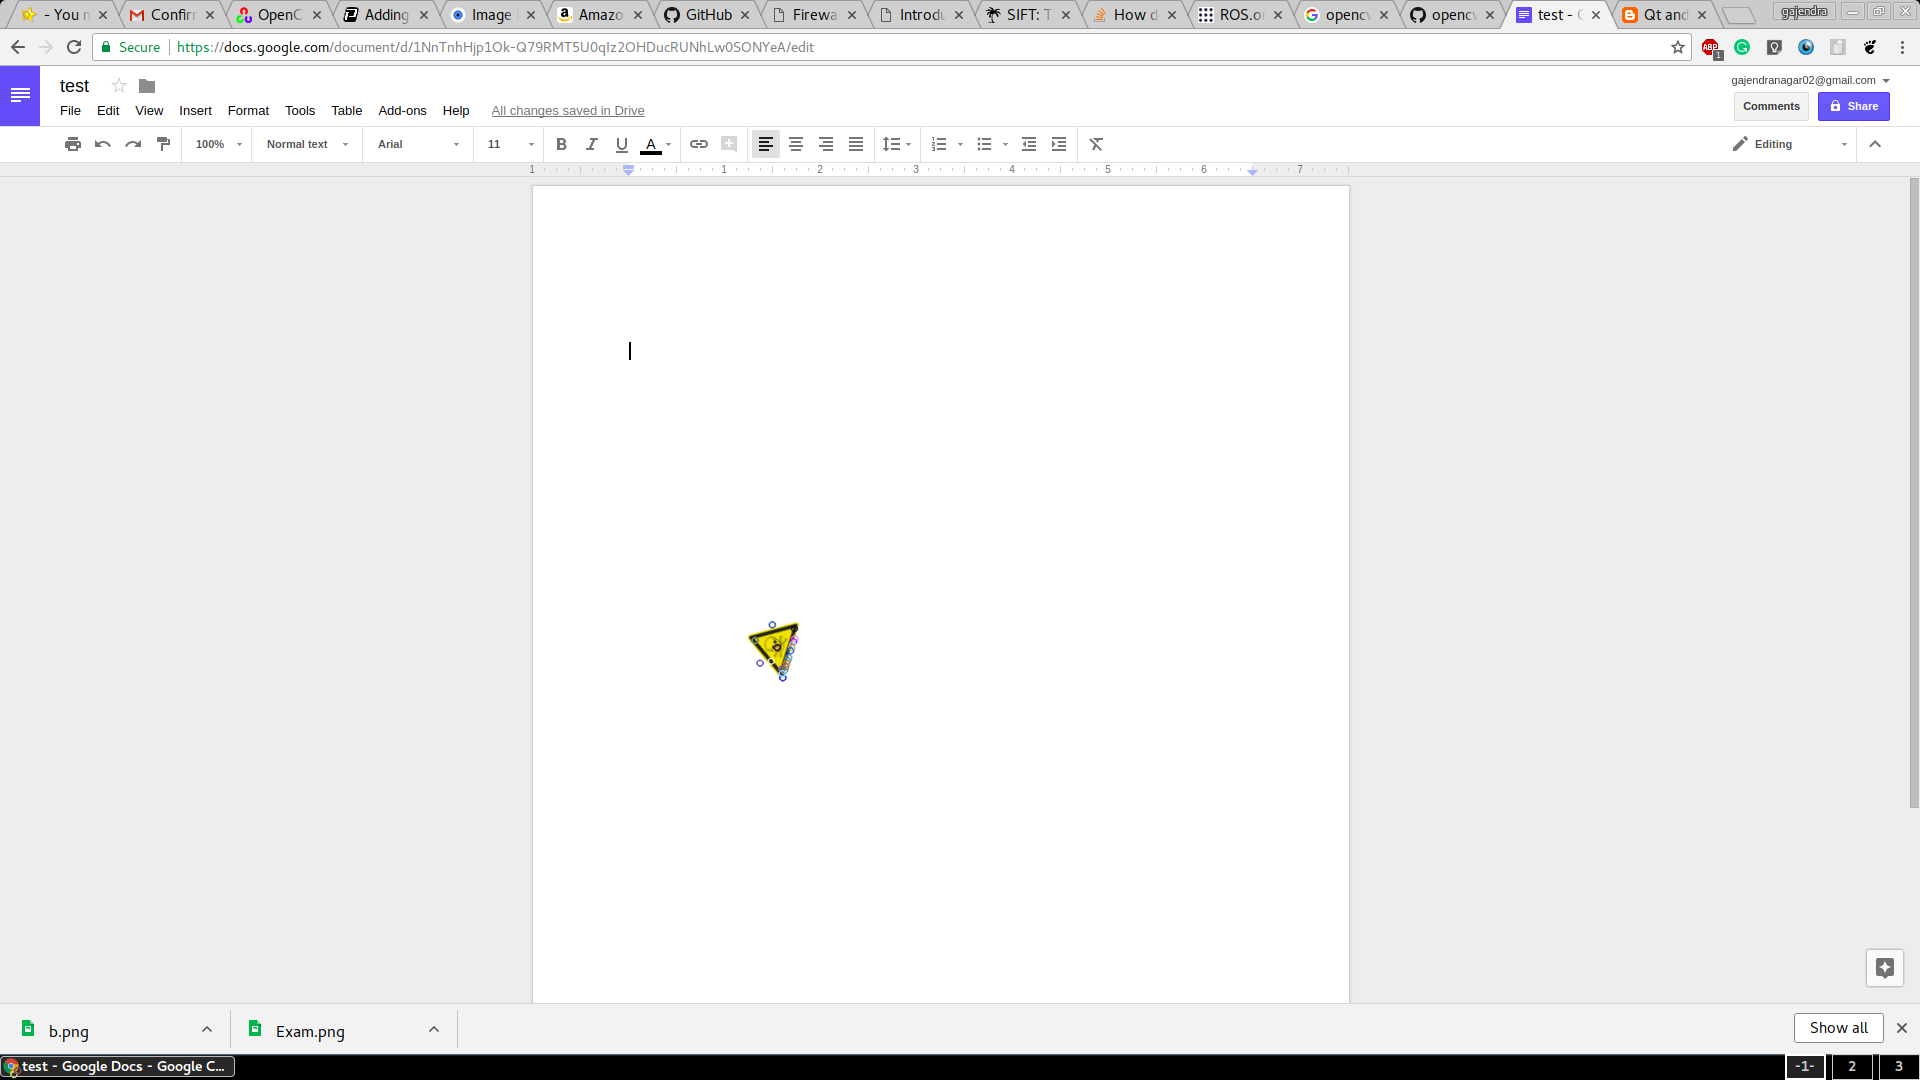 - You n Confirm OpenC Adding Image Amazo GitHub Firewa Introdu SIFT: T How d ROS.o opencv opencv test - G Qt and gajendra
Secure https://docs.google.com/document/d/1NnTnhHjp1Ok-Q79RMT5U0qIz2OHDucRUNhLw0SONYeA/edit ABP 1
test gajendranagar02@gmail.com
File Edit View Insert Format Tools Table Add-ons Help All changes saved in Drive Comments Share
100% Normal text Arial 11 B I U A Editing
1 1 2 3 4 5 6 7
b.png Exam.png Show all
test - Google Docs - Google C... -1- 2 3